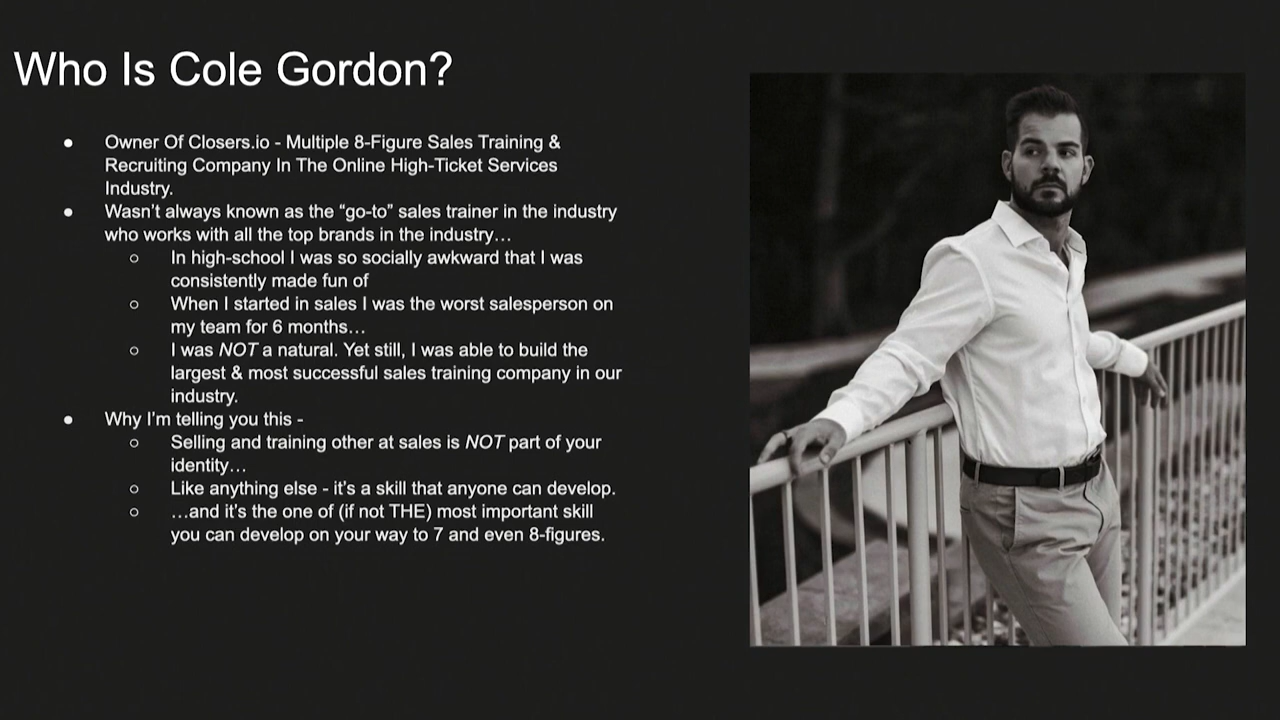 Who Is Cole Gordon?
● Owner Of Closers.io - Multiple 8-Figure Sales Training &
Recruiting Company In The Online High-Ticket Services
Industry.
● Wasn’t always known as the “go-to” sales trainer in the industry
who works with all the top brands in the industry…
○ In high-school I was so socially awkward that I was
consistently made fun of
○ When I started in sales I was the worst salesperson on
my team for 6 months…
○ I was NOT a natural. Yet still, I was able to build the
largest & most successful sales training company in our
industry.
● Why I’m telling you this -
○ Selling and training other at sales is NOT part of your
identity…
○ Like anything else - it’s a skill that anyone can develop.
○ …and it’s the one of (if not THE) most important skill
you can develop on your way to 7 and even 8-figures.